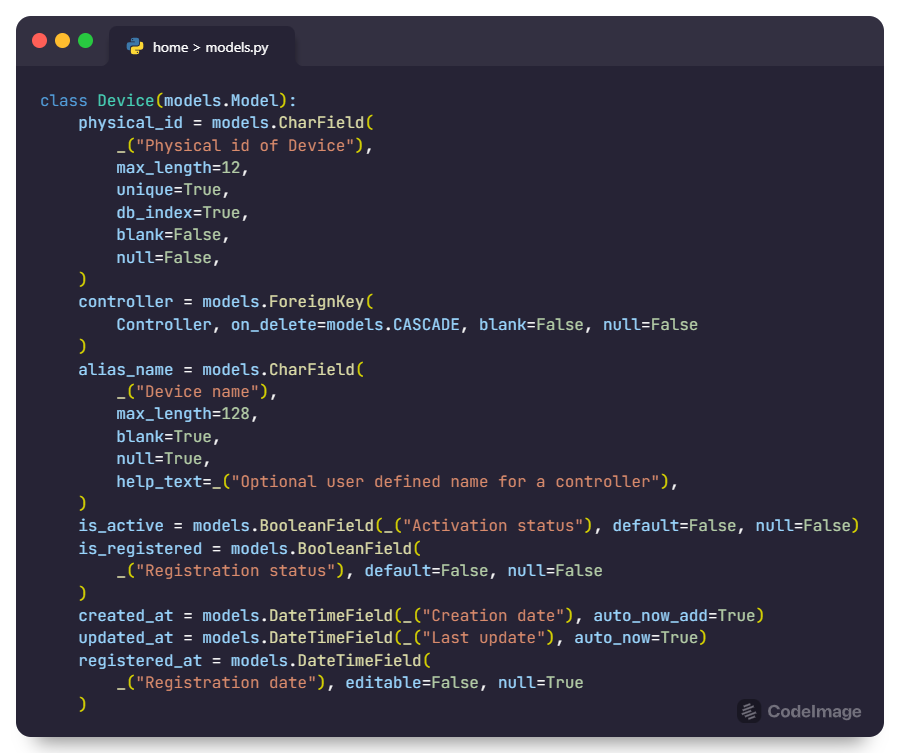 home > models.py
class Device(models.Model):
    physical_id = models.CharField(
        _("Physical id of Device"),
        max_length=12,
        unique=True,
        db_index=True,
        blank=False,
        null=False,
    )
    controller = models.ForeignKey(
        Controller, on_delete=models.CASCADE, blank=False, null=False
    )
    alias_name = models.CharField(
        _("Device name"),
        max_length=128,
        blank=True,
        null=True,
        help_text=_("Optional user defined name for a controller"),
    )
    is_active = models.BooleanField(_("Activation status"), default=False, null=False)
    is_registered = models.BooleanField(
        _("Registration status"), default=False, null=False
    )
    created_at = models.DateTimeField(_("Creation date"), auto_now_add=True)
    updated_at = models.DateTimeField(_("Last update"), auto_now=True)
    registered_at = models.DateTimeField(
        _("Registration date"), editable=False, null=True
    )
CodeImage